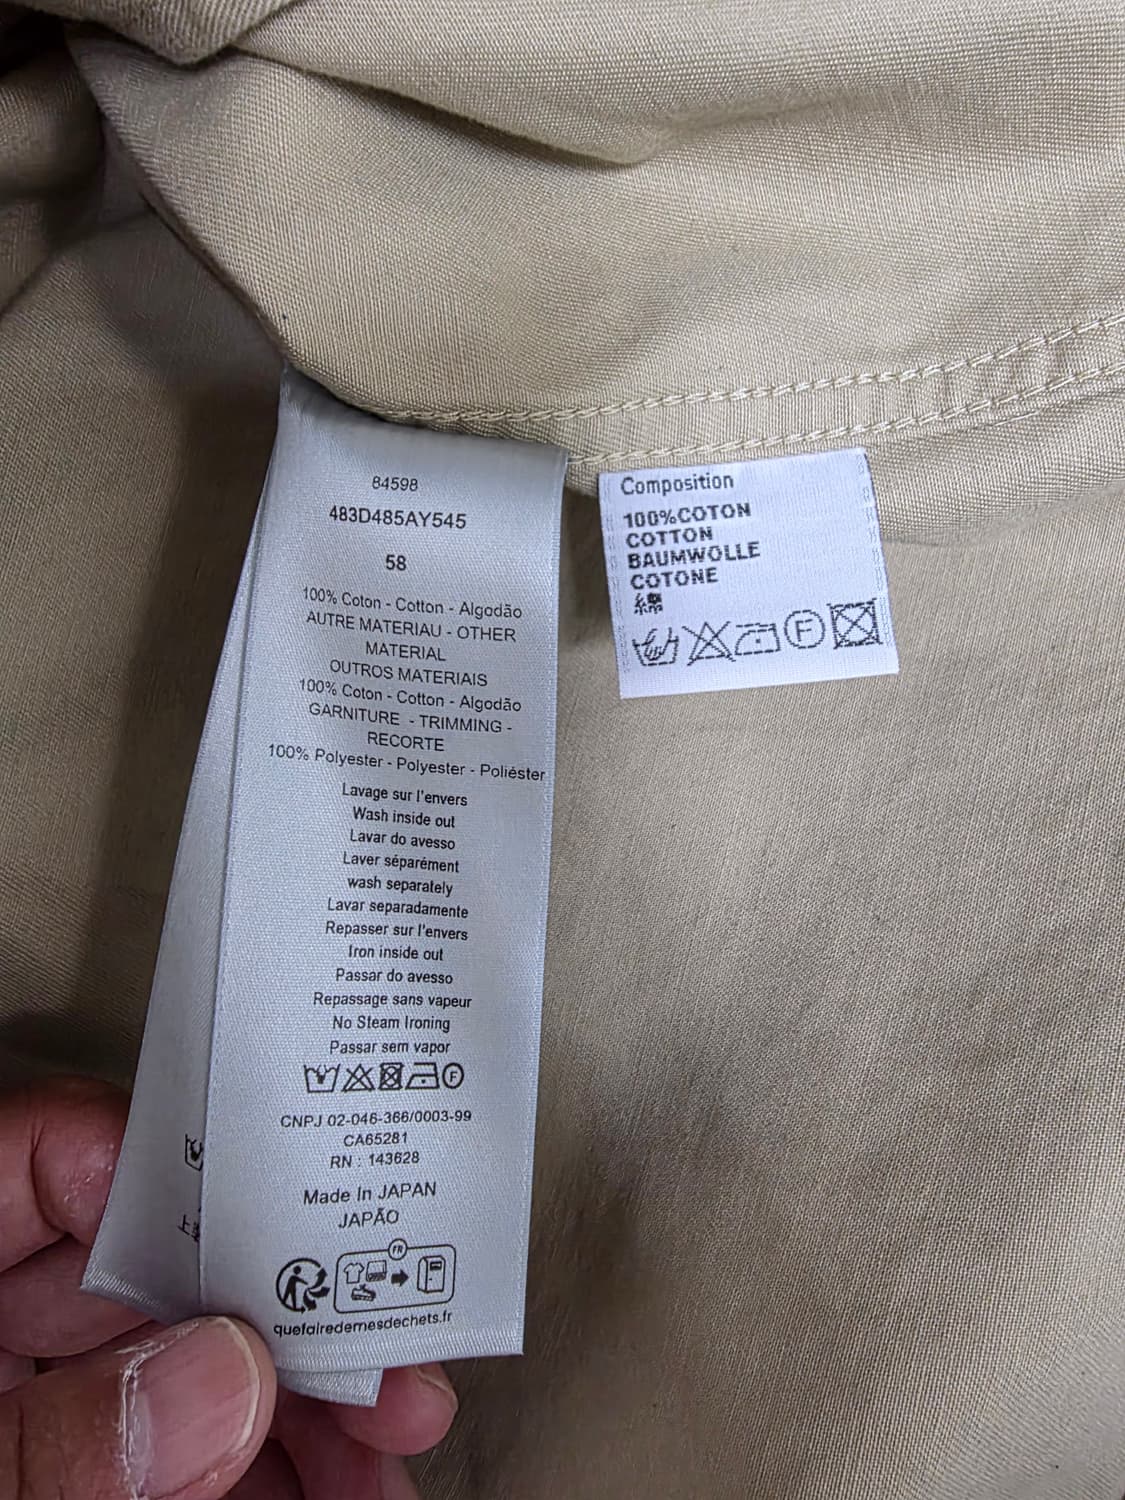 84598
483D485AY545
58
100% Coton - Cotton - Algodão
AUTRE MATERIAU - OTHER
MATERIAL
OUTROS MATERIAIS
100% Coton - Cotton - Algodão
GARNITURE - TRIMMING -
RECORTE
100% Polyester - Polyester - Poliéster
Lavage sur l'envers
Wash inside out
Lavar do avesso
Laver séparément
wash separately
Lavar separadamente
Repasser sur l'envers
Iron inside out
Passar do avesso
Repassage sans vapeur
No Steam Ironing
Passar sem vapor
F
CNPJ 02-046-366/0003-99
CA65281
RN : 143628
Made In JAPAN
JAPÃO
FR
quefairedemesdechets.fr
Composition
100%COTON
COTTON
BAUMWOLLE
COTONE
綿
F
上